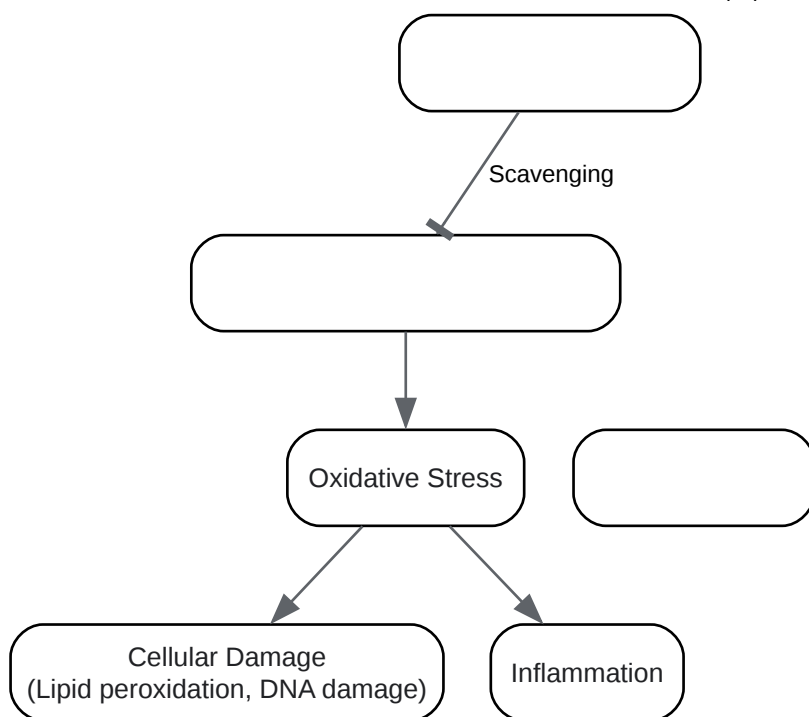 Scavenging
Oxidative Stress
Cellular Damage
(Lipid peroxidation, DNA damage)
Inflammation